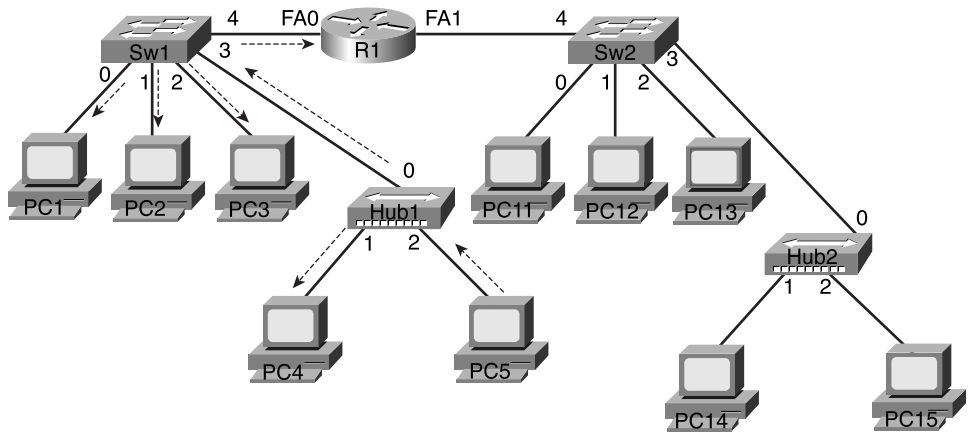 4 FA0 FA1 4
Sw1 3 R1 Sw2 3
0 1 2 0 1 2
PC1 PC2 PC3 PC11 PC12 PC13
0
Hub1
1 2
0
Hub2
1 2
PC4 PC5
PC14 PC15